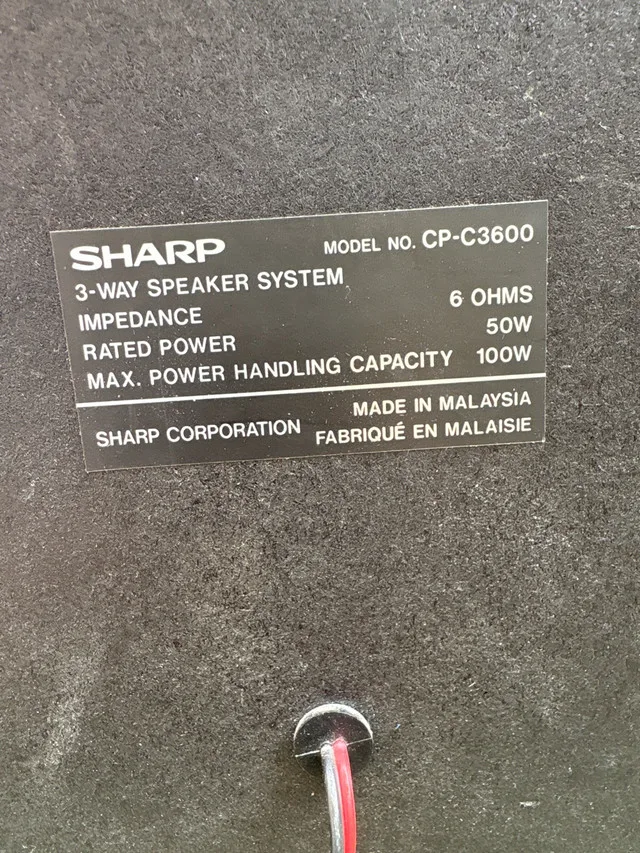 SHARP MODEL NO. CP-C3600
3-WAY SPEAKER SYSTEM
IMPEDANCE 6 OHMS
RATED POWER 50W
MAX. POWER HANDLING CAPACITY 100W
SHARP CORPORATION MADE IN MALAYSIA
FABRIQUÉ EN MALAISIE